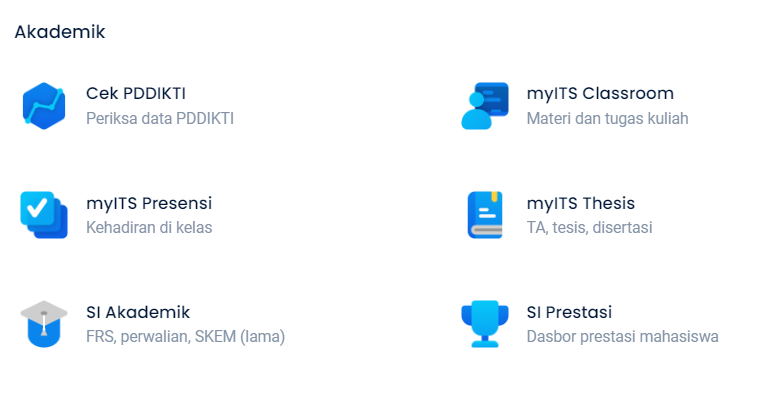 Akademik
Cek PDDIKTI
Periksa data PDDIKTI
myITS Classroom
Materi dan tugas kuliah
myITS Presensi
Kehadiran di kelas
myITS Thesis
TA, tesis, disertasi
SI Akademik
FRS, perwalian, SKEM (lama)
SI Prestasi
Dasbor prestasi mahasiswa